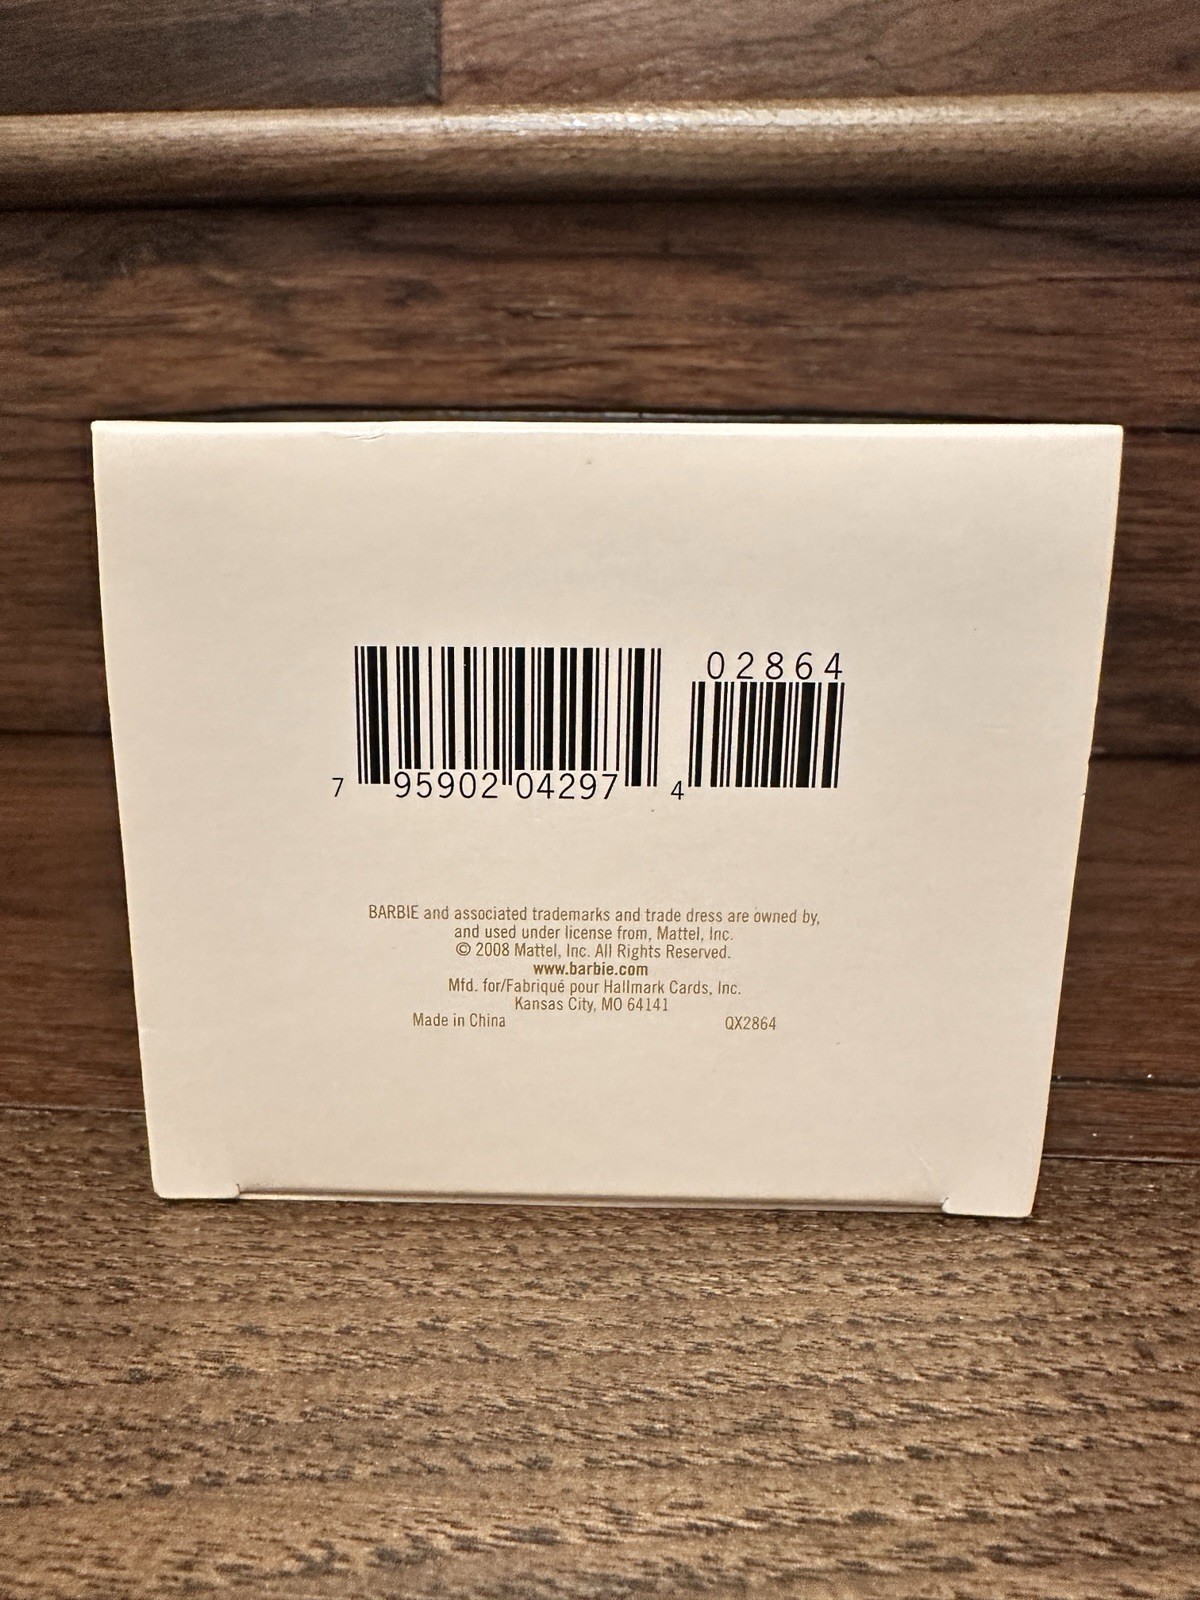 02864
7 95902 04297 4
BARBIE and associated trademarks and trade dress are owned by,
and used under license from, Mattel, Inc.
© 2008 Mattel, Inc. All Rights Reserved.
www.barbie.com
Mfd. for/Fabriqué pour Hallmark Cards, Inc.
Kansas City, MO 64141
Made in China QX2864